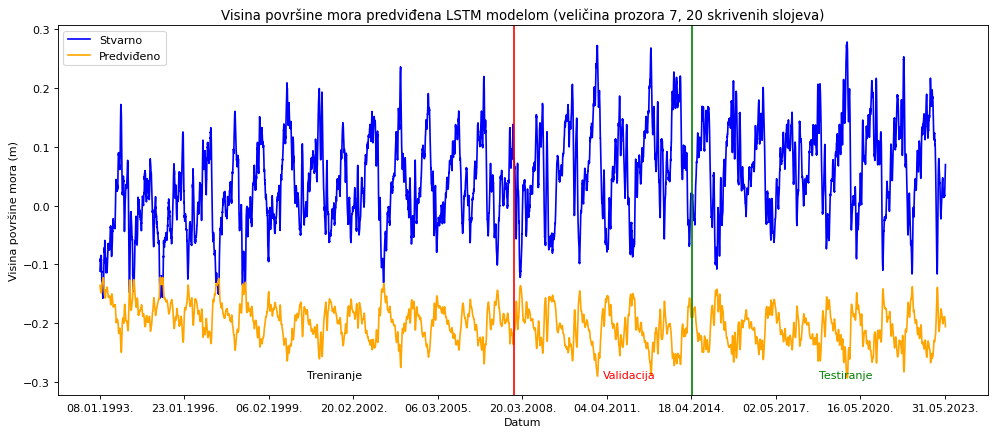 Visina površine mora predviđena LSTM modelom (veličina prozora 7, 20 skrivenih slojeva)
Stvarno
Predviđeno
0.3
0.2
0.1
0.0
−0.1
−0.2
−0.3
Visina površine mora (m)
Treniranje
Validacija
Testiranje
08.01.1993.
23.01.1996.
06.02.1999.
20.02.2002.
06.03.2005.
20.03.2008.
04.04.2011.
18.04.2014.
02.05.2017.
16.05.2020.
31.05.2023.
Datum